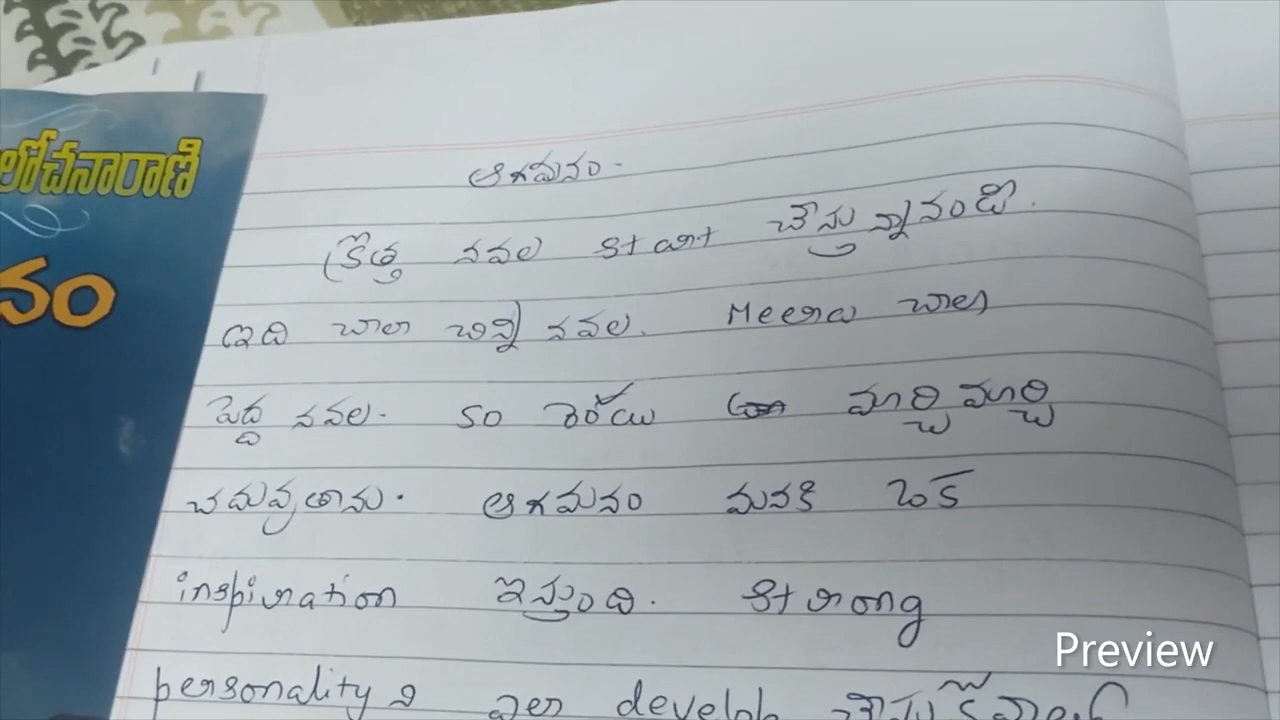 లోచనారాణి
నం
ఆగమనం.
క్రొత్త నవల start చేస్తున్నానండి.
ఇది చాలా చిన్న నవల. Meeru చాలా
పెద్ద నవల. so రెండు మార్చి మార్చి
చదువుతాను. ఆగమనం మనకి ఒక
inspiration ఇస్తుంది. strong
personality ని ఎలా develop
Preview